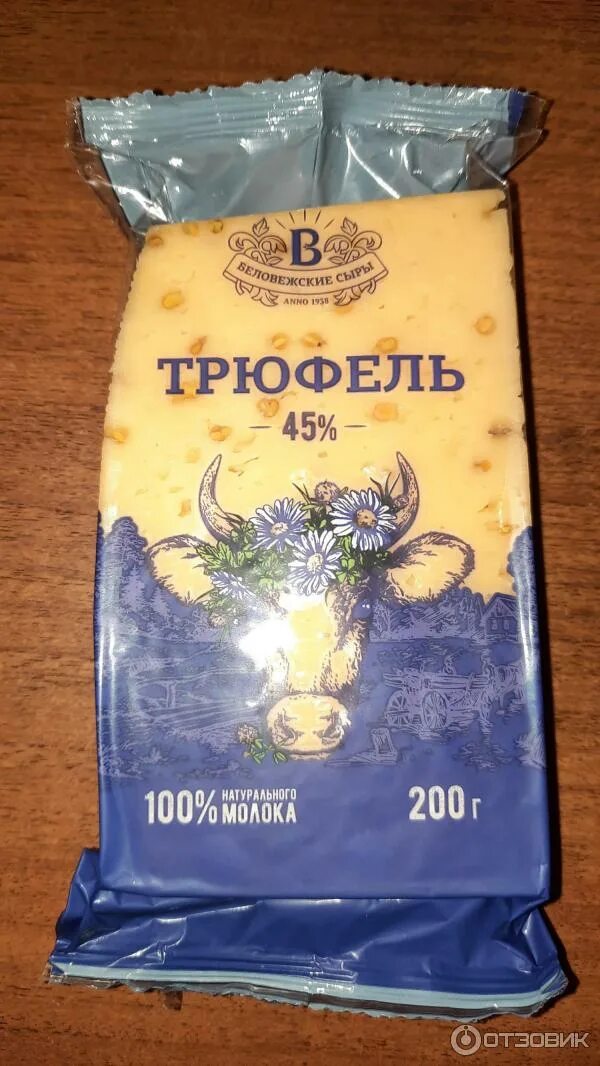 В
БЕЛОВЕЖСКИЕ СЫРЫ
ANNO 1938
ТРЮФЕЛЬ
– 45% –
100% НАТУРАЛЬНОГО МОЛОКА
200 г
ОТЗОВИК